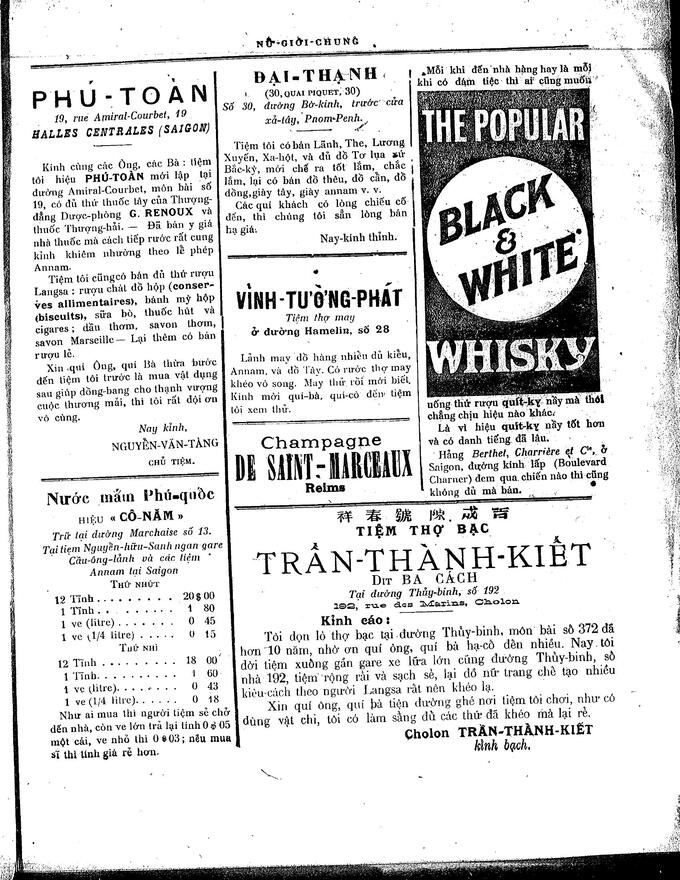 NỮ-GIỚI-CHUNG
PHÚ-TOÀN
19, rue Amiral-Courbet, 19
HALLES CENTRALES (SAIGON)
Kinh cùng các Ông, các Bà : tiệm
tôi hiệu PHÚ-TOÀN mới lập tại
đường Amiral-Courbet, môn bài số
19, có đủ thứ thuốc tây của Thượng-
đẳng Dược-phòng G. RENOUX và
thuốc Thượng-hải. — Đã bán y giá
nhà thuốc mà cách tiếp rước rất cung
kinh khiêm nhường theo lễ phép
Annam.
Tiệm tôi cũngcó bán đủ thứ rượu
Langsa : rượu chát đồ hộp (conser-
ves allimentaires), bánh mỳ hộp
(biscuits), sữa bò, thuốc hút và
cigares ; dầu thơm, savon thơm,
savon Marseille — Lại thêm có bán
rượu lẻ.
Xin quí Ông, quí Bà thừa bước
đến tiệm tôi trước là mua vật dụng
sau giúp đồng-bang cho thạnh vượng
cuộc thương mãi, thì tôi rất đội ơn
vô cùng.
Nay kỉnh,
NGUYỄN-VĂN-TÀNG
CHỦ TIỆM.
Nước mắm Phú-quốc
HIỆU « CÔ-NĂM »
Trữ tại đường Marchaise số 13.
Tại tiem Nguyễn-hữu-Sanh ngan gare
Cầu-ông-lãnh và các tiệm
Annam tại Saigon
THỨ NHỨT
12 Tĩnh . . . . . . . . . 20$00
1 Tĩnh . . . . . . . . . 1 80
1 ve (litre) . . . . . . 0 45
1 ve (1/4 litre) . . . . . 0 15
THỨ NHÌ
12 Tĩnh . . . . . . . . . 18 00
1 Tĩnh . . . . . . . . . 1 60
1 ve (litre). . . . . . . 0 43
1 ve (1/4 litre). . . . . 0 18
Như ai mua thì người tiệm sẽ chở
đến nhà, còn ve lớn trả lại tính 0$05
một cái, ve nhỏ thì 0$03 ; nếu mua
sỉ thì tính giá rẻ hơn.
ĐẠI-THẠNH
(30, QUAI PIQUET, 30)
Số 30, đường Bờ-kinh, trước cửa
xã-tây, Pnom-Penh.
Tiệm tôi có bán Lãnh, The, Lương
Xuyến, Xa-hột, và đủ đồ Tơ lụa xứ
Bắc-kỳ, mới chế ra tốt lắm, chắc
lắm, lại có bán đồ thêu, đồ cẩn, đồ
đồng,giày tây, giày annam v. v.
Các quí khách có lòng chiếu cố
đến, thì chúng tôi sẵn lòng bán
hạ giá.
Nay-kính thỉnh.
VĨNH-TƯỜNG-PHÁT
Tiệm thợ may
ở đường Hamelin, số 28
Lảnh may đồ hàng nhiễu đủ kiểu,
Annam, và đồ Tây. Có rước thợ may
khéo vô song. May thử rồi mới biết.
Kính mời quí-bà, quí-cô đến tiệm
tôi xem thử.
Champagne
DE SAINT-MARCEAUX
Reims
Mỗi khi đến nhà hàng hay là mỗi
khi có đám tiệc thì ai cũng muốn
THE POPULAR
BLACK
&
WHITE
WHISKY
uống thứ rượu quít-kỵ nầy mà thôi
chẳng chịu hiệu nào khác.
Là vì hiệu quít-kỵ nầy tốt hơn
và có danh tiếng đã lâu.
Hãng Berthet, Charrière et Cie, ở
Saigon, đường kinh lấp (Boulevard
Charner) đem qua chiến nào thì cũng
không đủ mà bán.
祥春號隙成吉
TIỆM THỢ BẠC
TRẦN-THÀNH-KIẾT
DIT BA CÁCH
Tại đường Thủy-binh, số 192
192, rue des Marins, Cholon
Kỉnh cáo :
Tôi dọn lò thợ bạc tại đường Thủy-binh, môn bài số 372 đã
hơn 10 năm, nhờ ơn quí ông, quí bà hạ-cố đến nhiều. Nay tôi
dời tiệm xuống gần gare xe lữa lớn cũng đường Thủy-binh, số
nhà 192, tiệm rộng rãi và sạch sẽ, lại đồ nữ trang chế tạo nhiều
kiểu-cách theo người Langsa rất nên khéo lạ.
Xin quí ông, quí bà tiện đường ghé nơi tiệm tôi chơi, như có
dùng vật chi, tôi có làm sẵng đủ các thứ đã khéo mà lại rẻ.
Cholon TRẦN-THÀNH-KIẾT
kỉnh bạch.